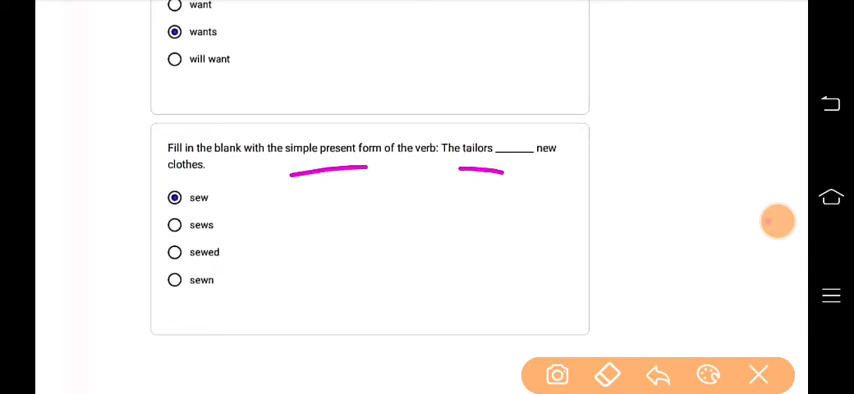 want
wants
will want
Fill in the blank with the simple present form of the verb: The tailors _______ new
clothes.
sew
sews
sewed
sewn